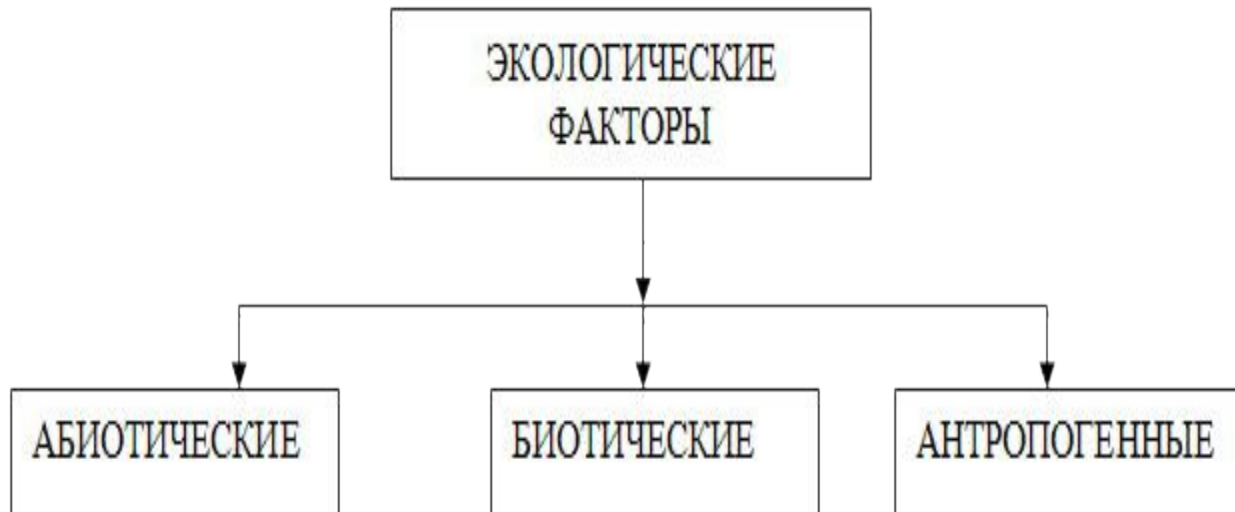 ЭКОЛОГИЧЕСКИЕ
ФАКТОРЫ
АБИОТИЧЕСКИЕ
БИОТИЧЕСКИЕ
АНТРОПОГЕННЫЕ